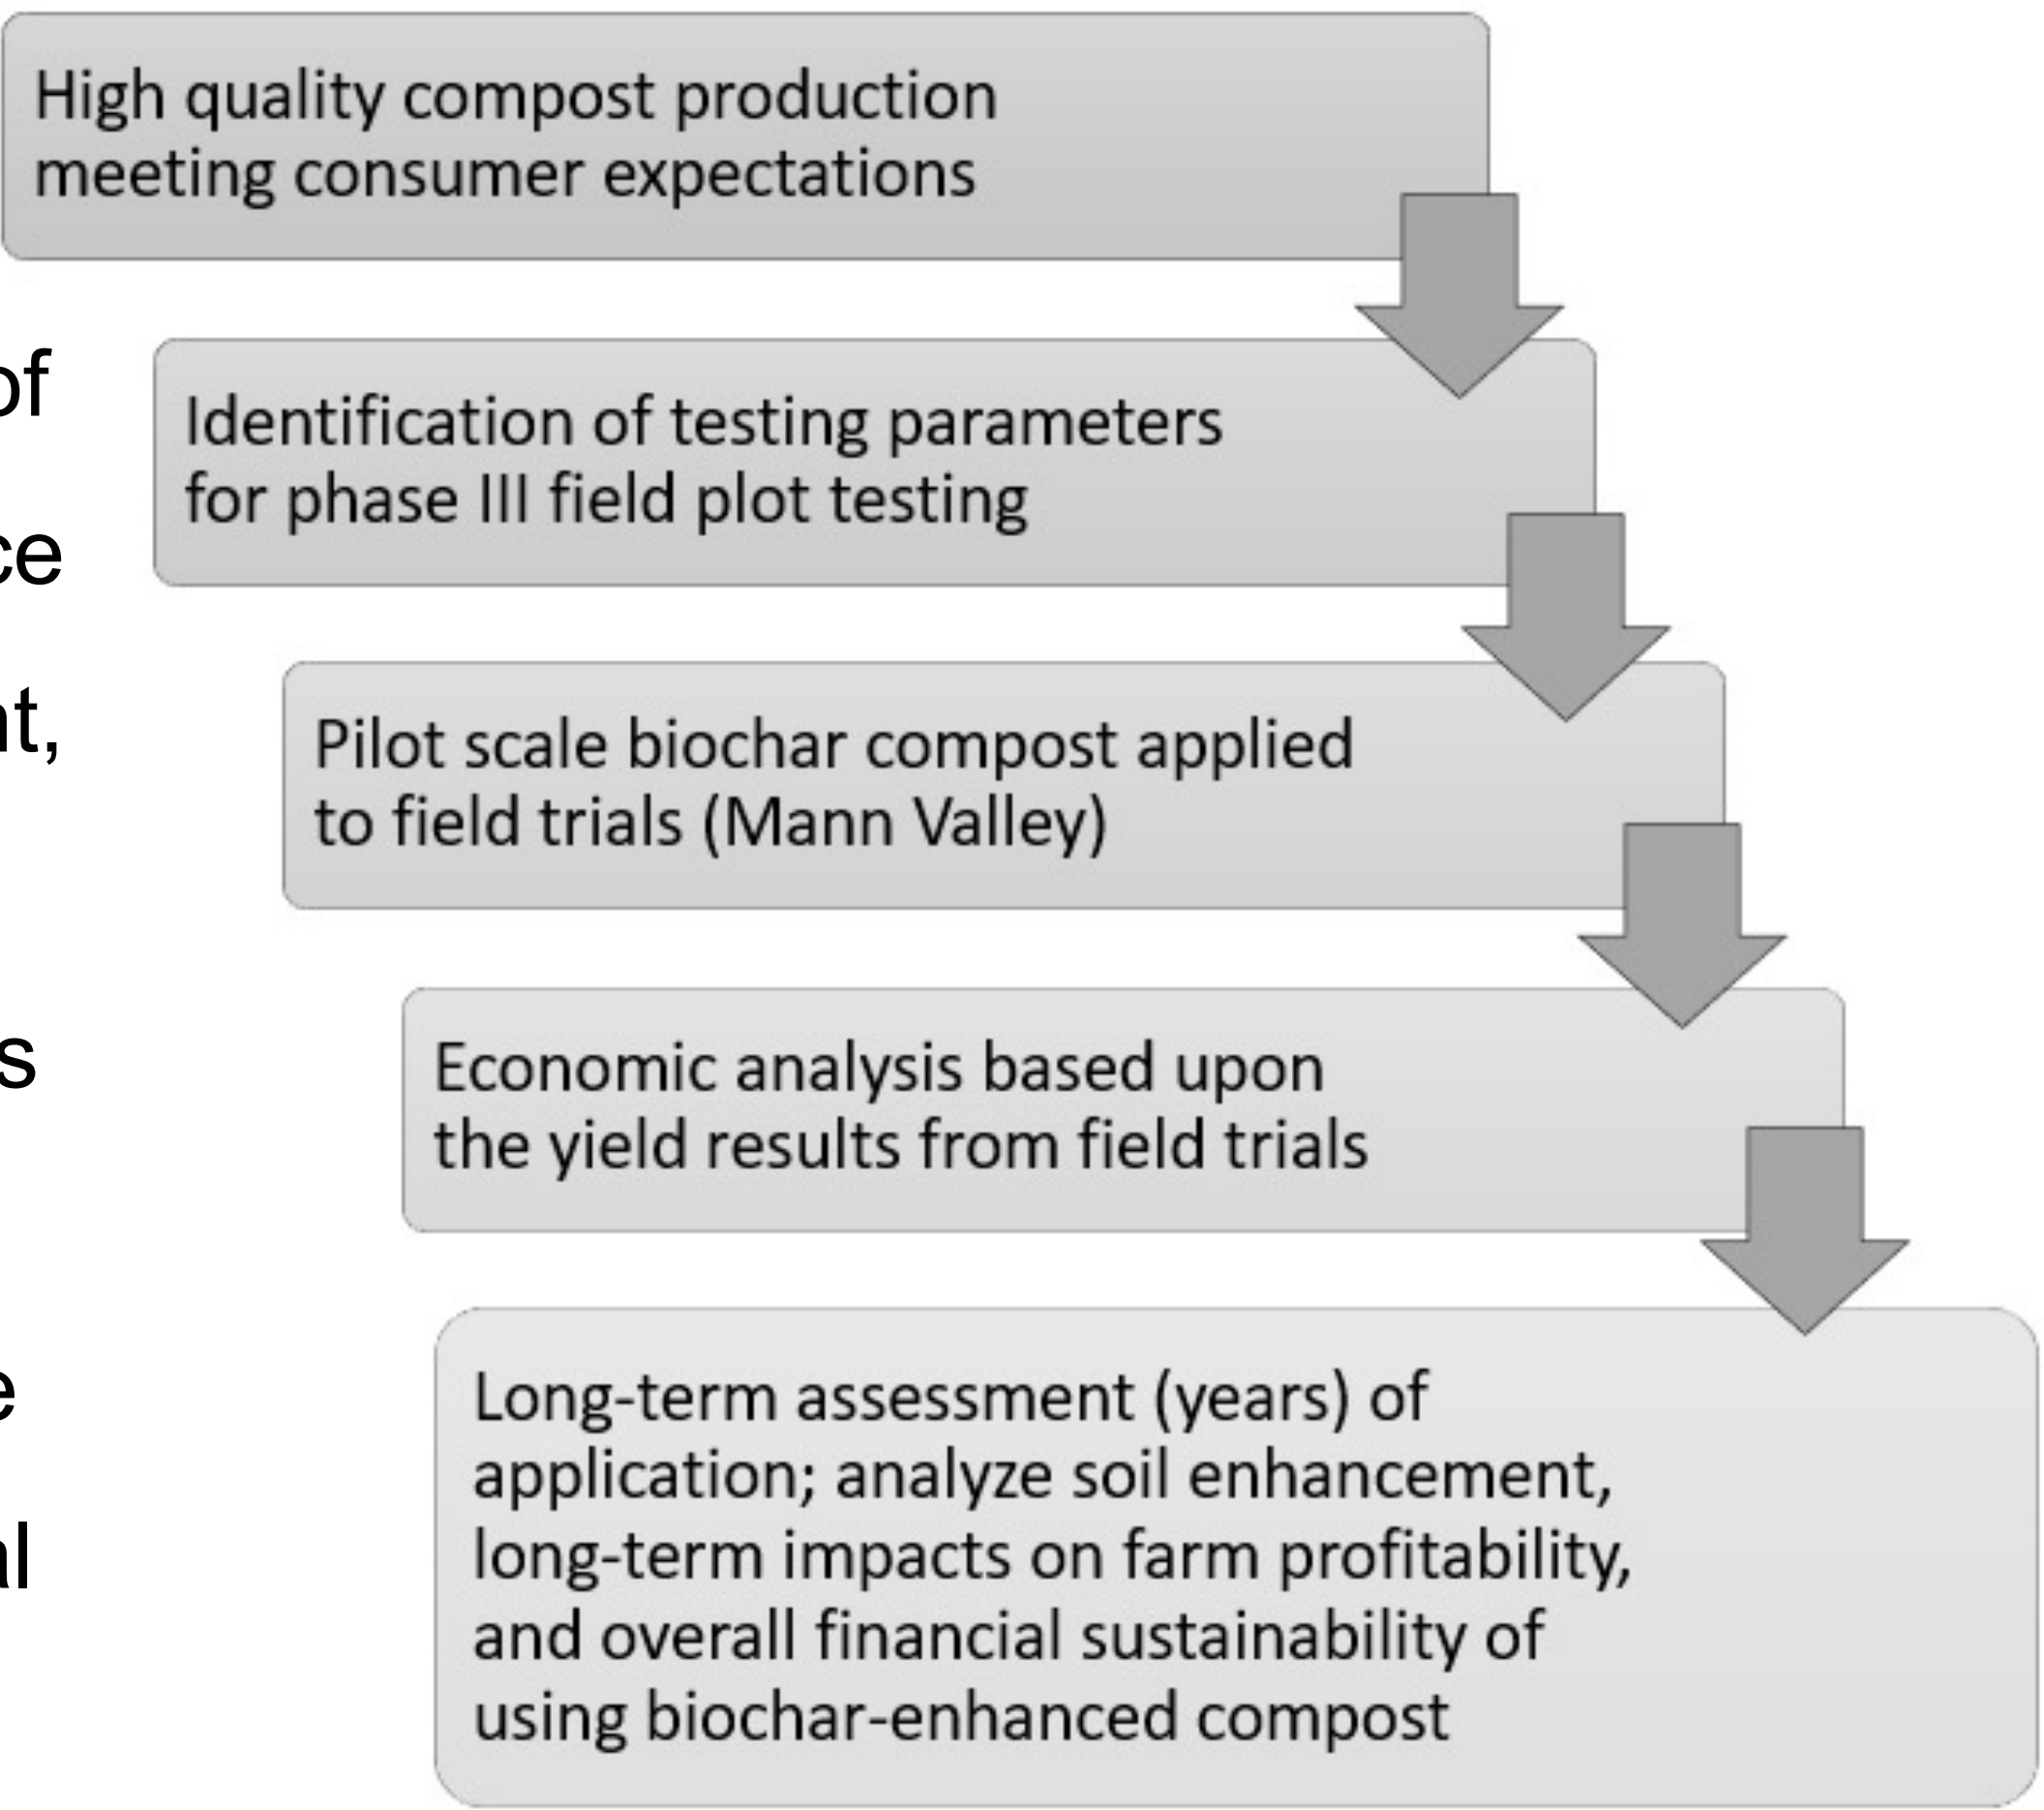 High quality compost production
meeting consumer expectations
of
Identification of testing parameters
for phase III field plot testing
Pilot scale biochar compost applied
to field trials (Mann Valley)
Economic analysis based upon
the yield results from field trials
Long-term assessment (years) of
application; analyze soil enhancement,
long-term impacts on farm profitability,
and overall financial sustainability of
using biochar-enhanced compost